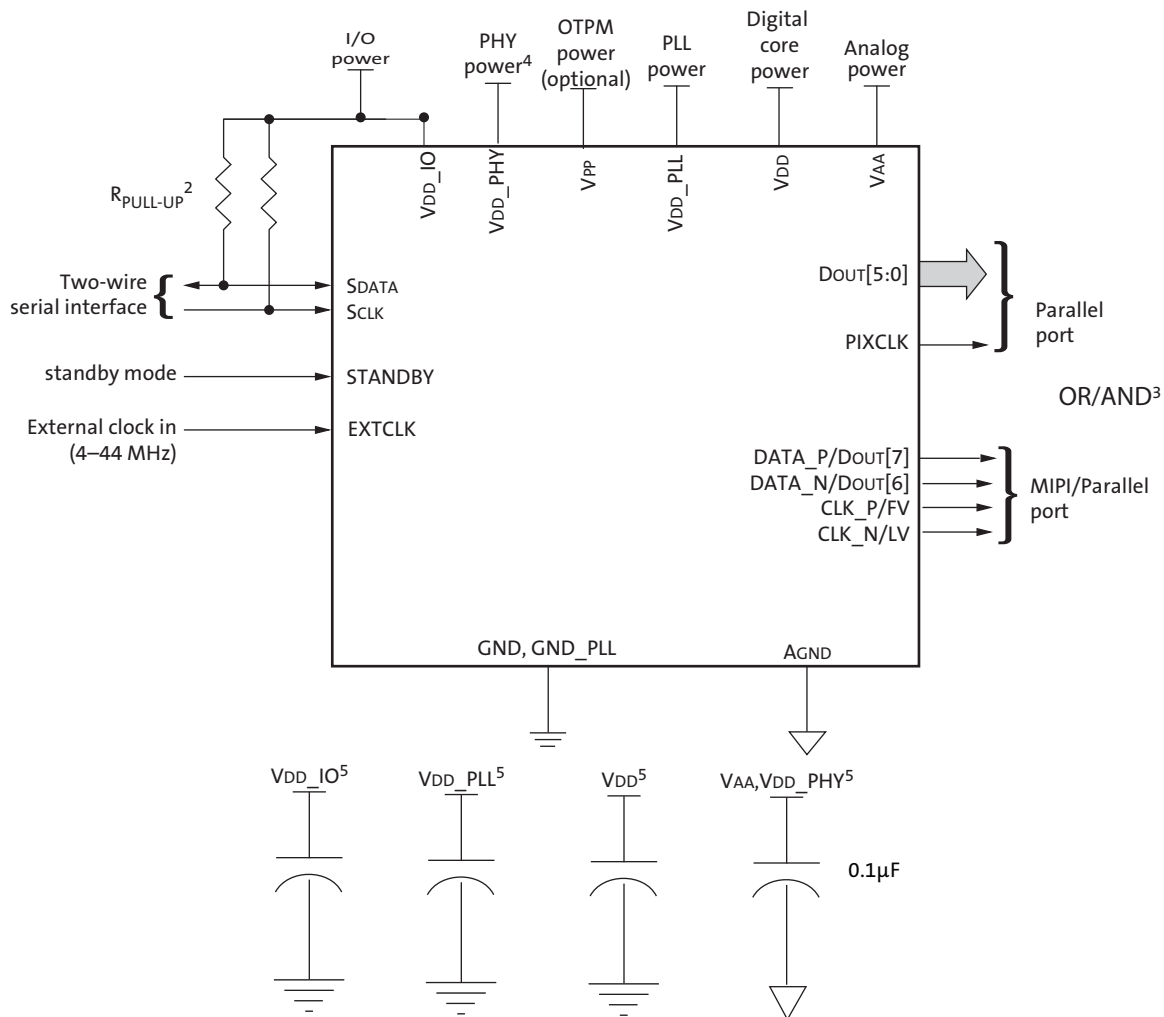 I/O
power
PHY
power⁴
OTPM
power
(optional)
PLL
power
Digital
core
power
Analog
power
VDD_IO
VDD_PHY
VPP
VDD_PLL
VDD
VAA
RPULL-UP²
Two-wire
serial interface
SDATA
SCLK
standby mode
STANDBY
External clock in
(4–44 MHz)
EXTCLK
DOUT[5:0]
PIXCLK
Parallel
port
OR/AND³
DATA_P/DOUT[7]
DATA_N/DOUT[6]
CLK_P/FV
CLK_N/LV
MIPI/Parallel
port
GND, GND_PLL
AGND
VDD_IO⁵
VDD_PLL⁵
VDD⁵
VAA,VDD_PHY⁵
0.1µF